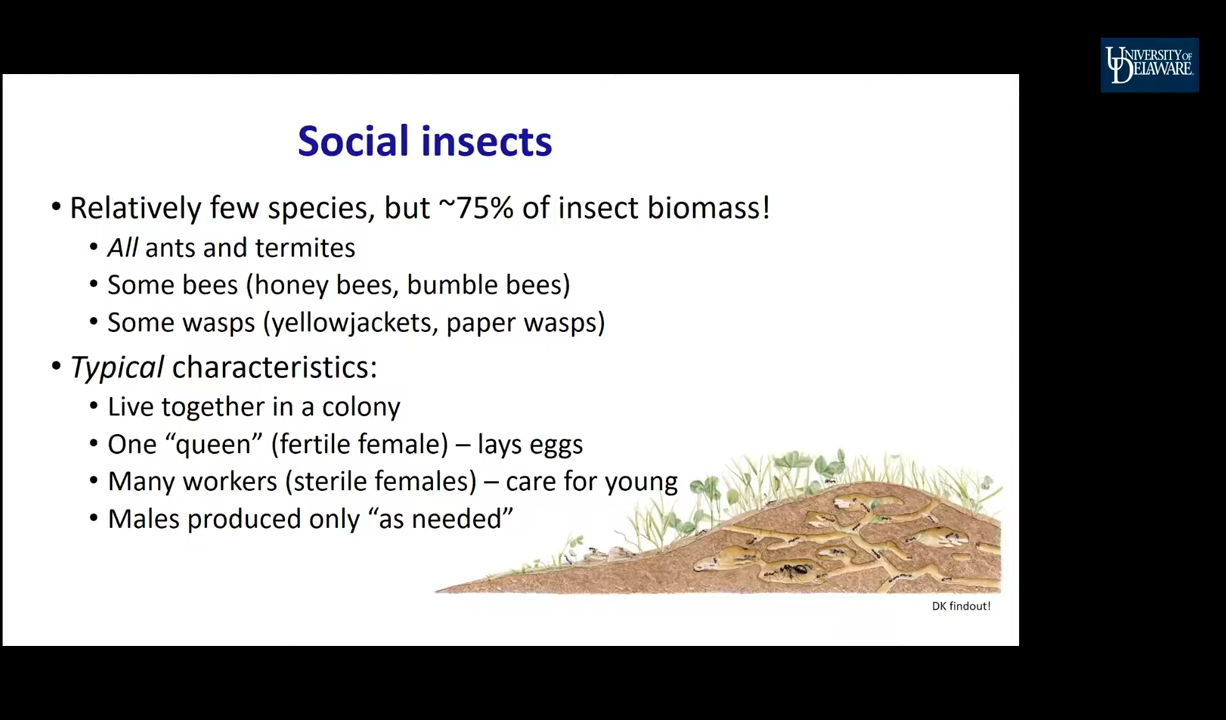 UNIVERSITY OF
DELAWARE.
Social insects
• Relatively few species, but ~75% of insect biomass!
• All ants and termites
• Some bees (honey bees, bumble bees)
• Some wasps (yellowjackets, paper wasps)
• Typical characteristics:
• Live together in a colony
• One “queen” (fertile female) – lays eggs
• Many workers (sterile females) – care for young
• Males produced only “as needed”
DK findout!